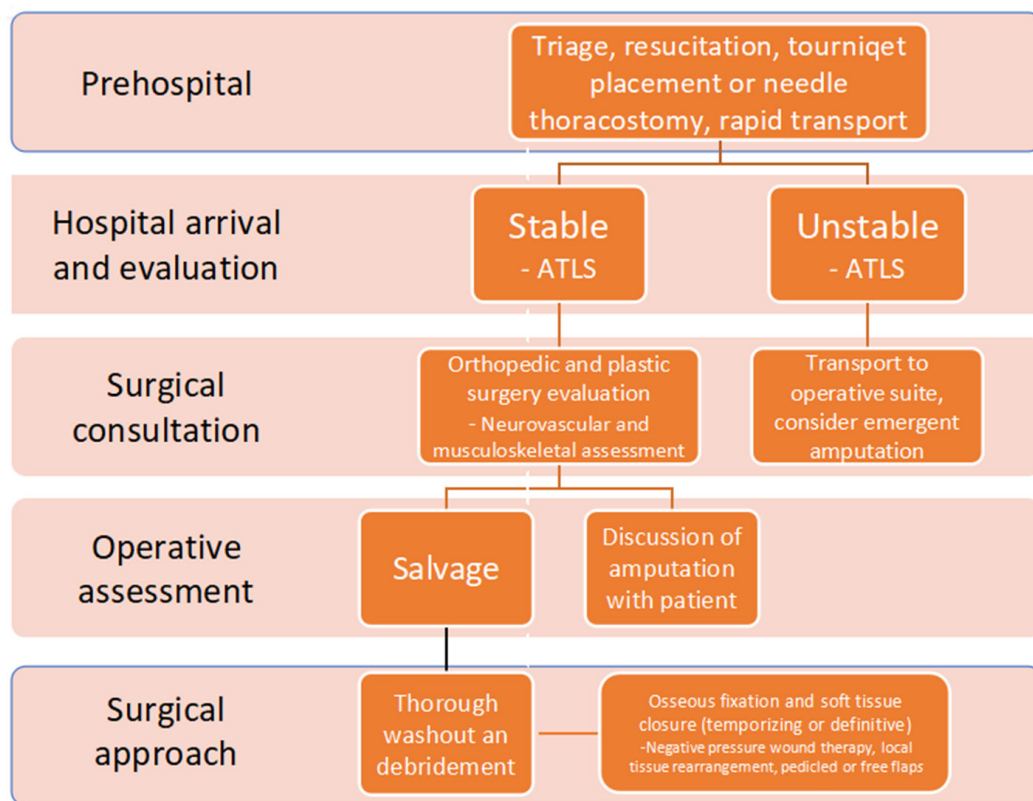 Prehospital
Triage, resucitation, tourniqet
placement or needle
thoracostomy, rapid transport
Hospital arrival
and evaluation
Stable
- ATLS
Unstable
- ATLS
Surgical
consultation
Orthopedic and plastic
surgery evaluation
- Neurovascular and
musculoskeletal assessment
Transport to
operative suite,
consider emergent
amputation
Operative
assessment
Salvage
Discussion of
amputation
with patient
Surgical
approach
Thorough
washout an
debridement
Osseous fixation and soft tissue
closure (temporizing or definitive)
-Negative pressure wound therapy, local
tissue rearrangement, pedicled or free flaps